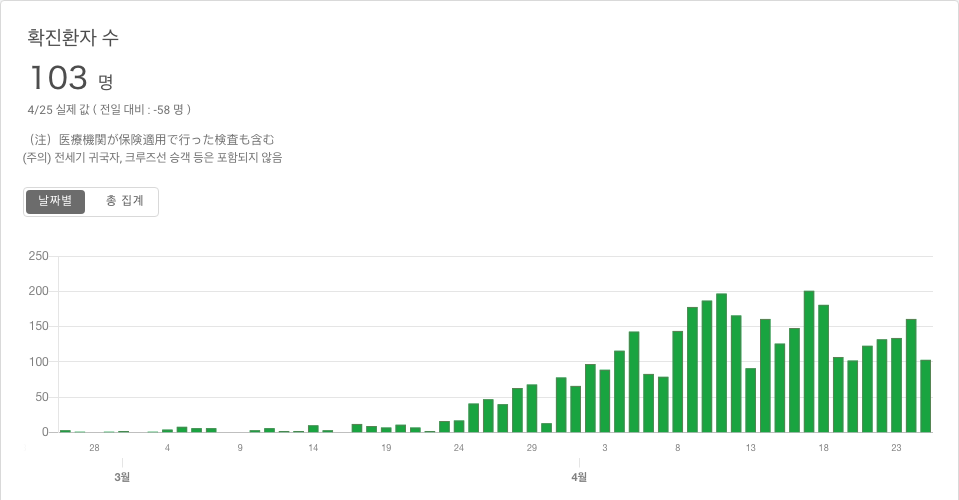 확진환자 수
103 명
4/25 실제 값 ( 전일 대비 : -58 명 )
（注）医療機関が保険適用で行った検査も含む
(주의) 전세기 귀국자, 크루즈선 승객 등은 포함되지 않음
날짜별 총 집계
250
200
150
100
50
0
28 4 9 14 19 24 29 3 8 13 18 23
3월 4월